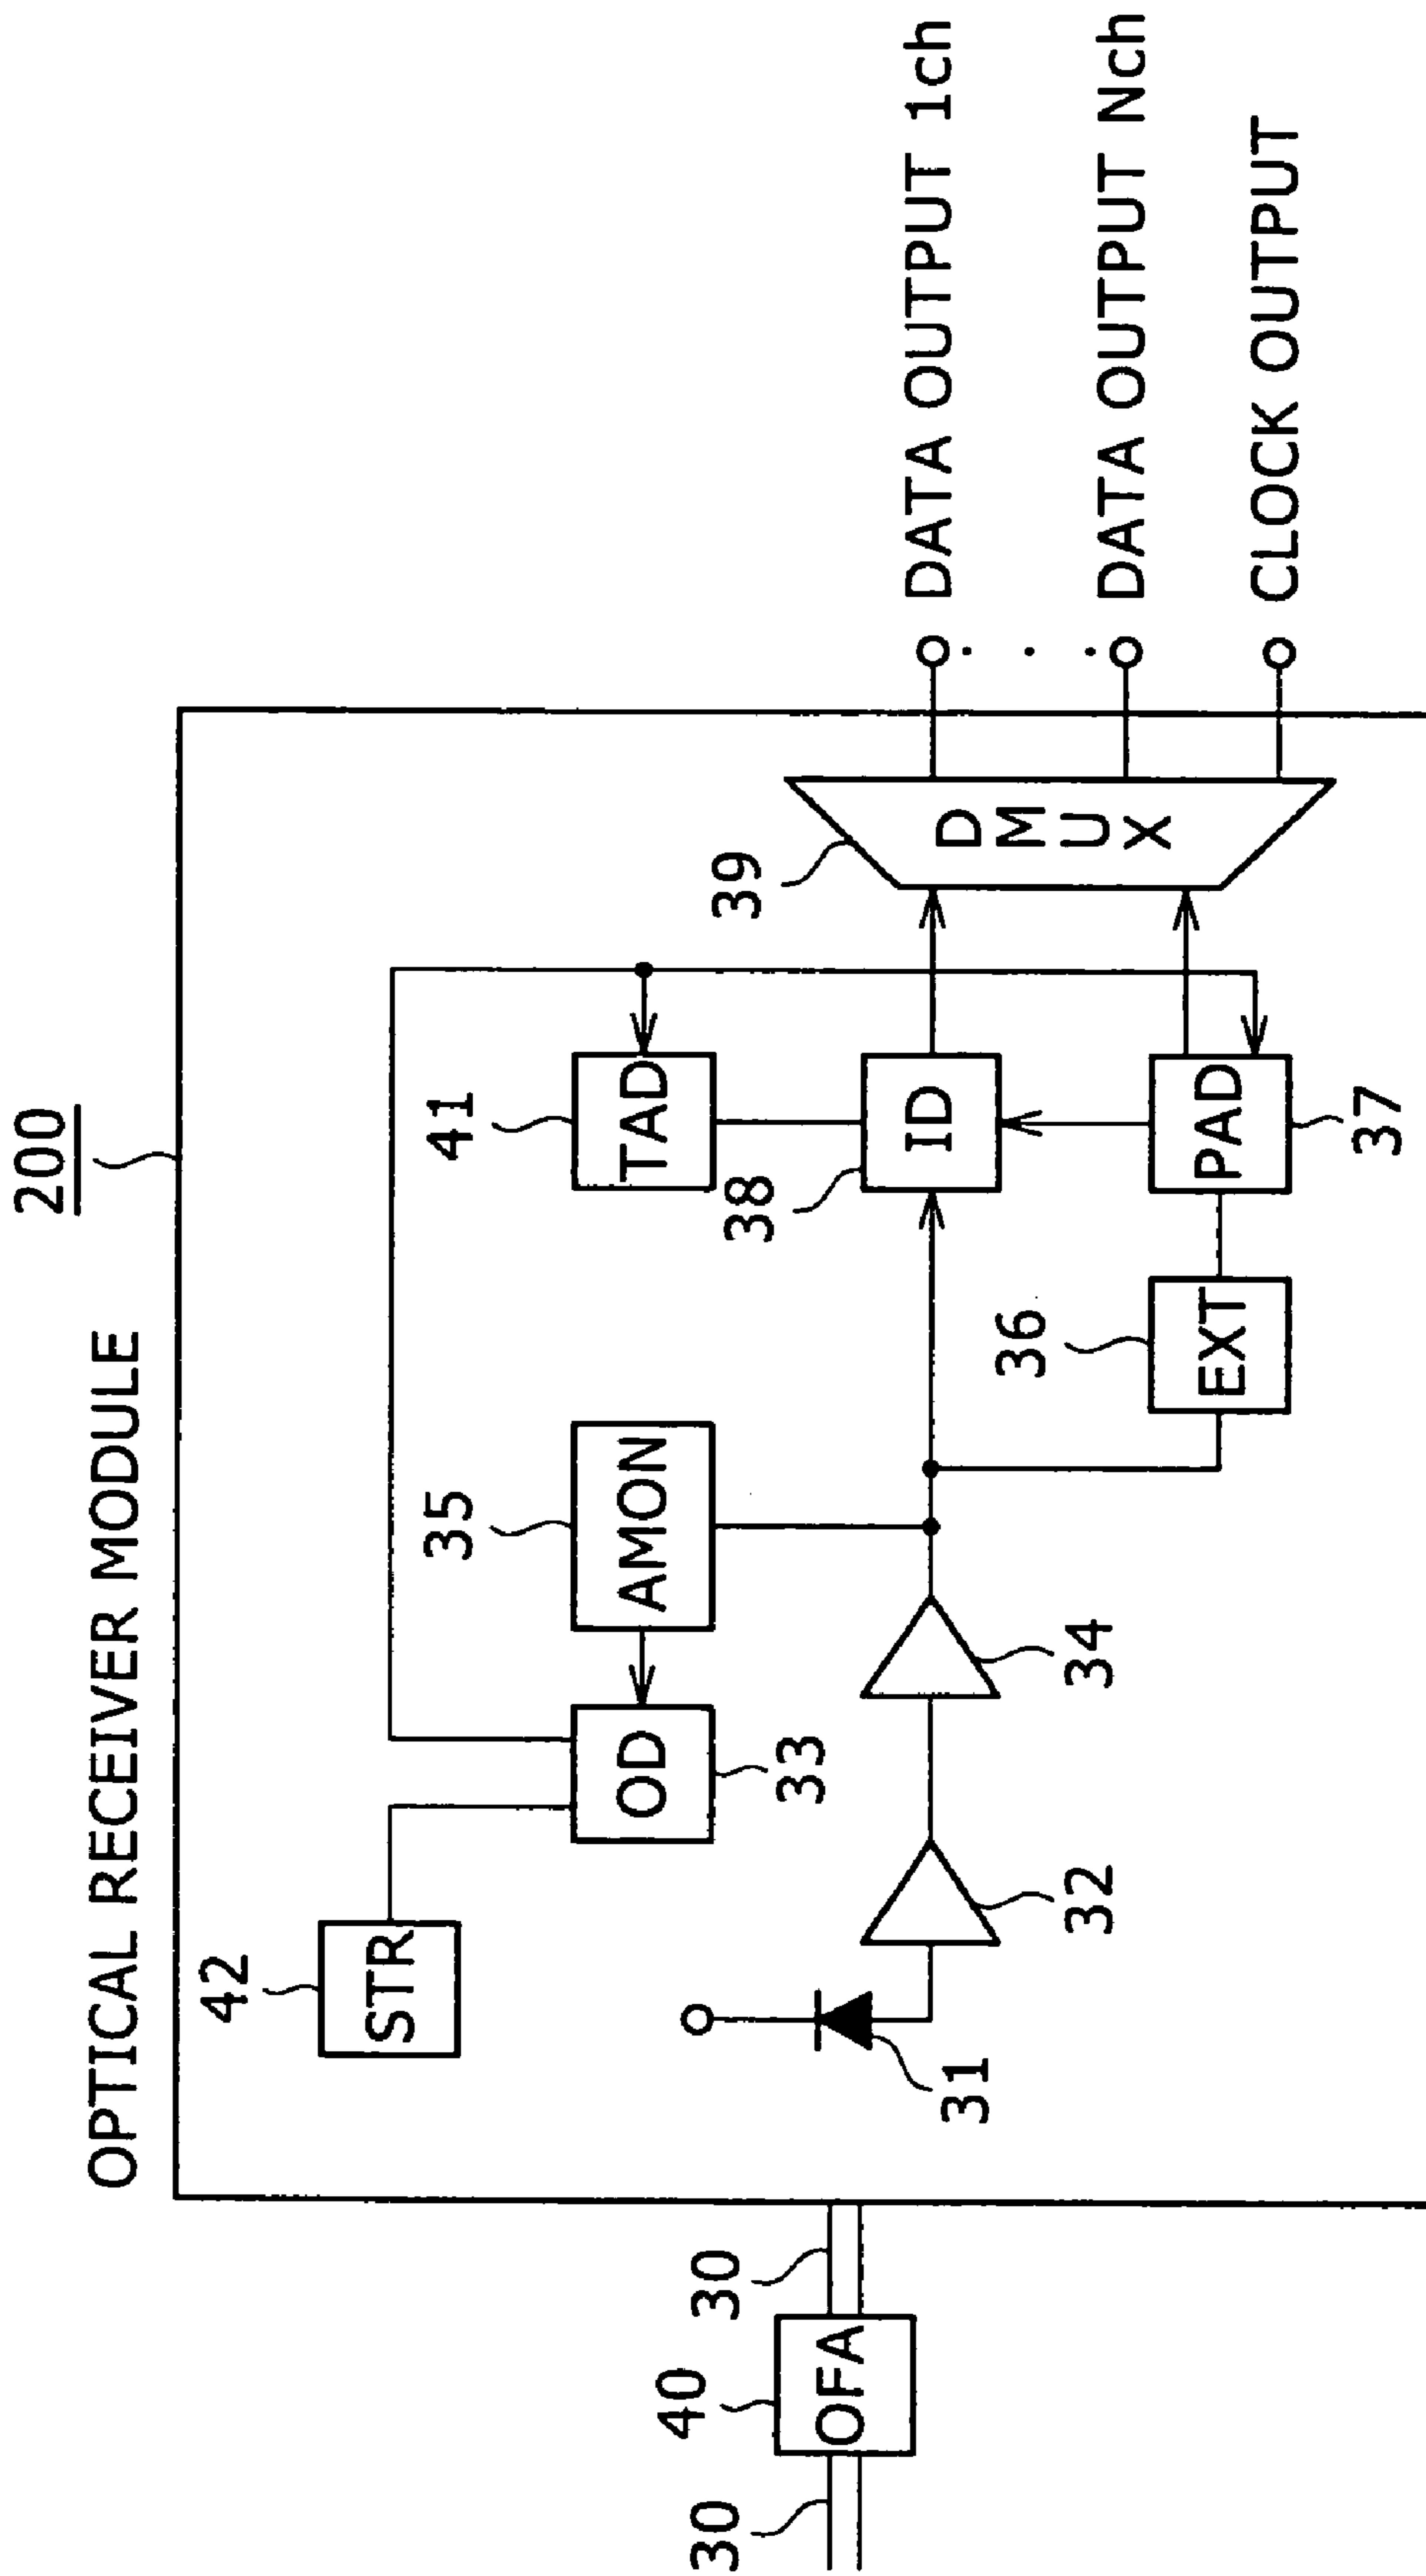 200
OPTICAL RECEIVER MODULE
42
STR
35
41
OD
AMON
TAD
33
39
38
DATA OUTPUT 1ch
30
40
30
OFA
31
32
34
ID
DMUX
DATA OUTPUT Nch
36
EXT
PAD
37
CLOCK OUTPUT